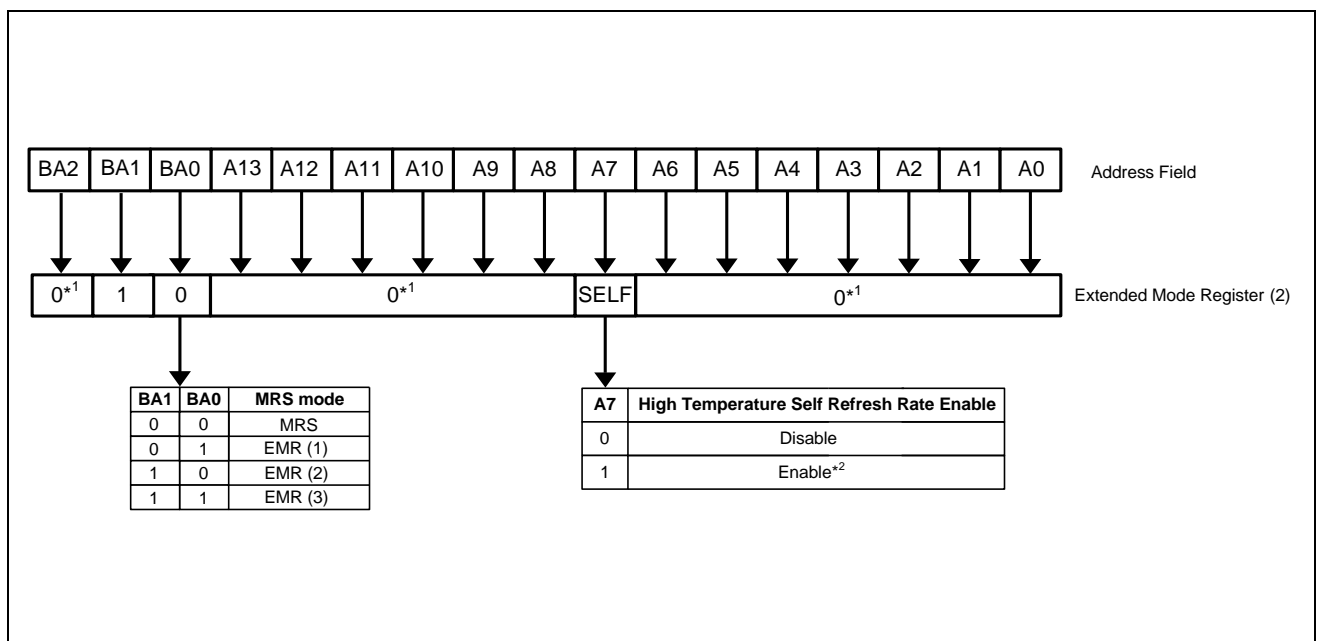 BA2 BA1 BA0 A13 A12 A11 A10 A9 A8 A7 A6 A5 A4 A3 A2 A1 A0 Address Field
0*1 1 0 0*1 SELF 0*1 Extended Mode Register (2)
BA1 BA0 MRS mode
0 0 MRS
0 1 EMR (1)
1 0 EMR (2)
1 1 EMR (3)
A7 High Temperature Self Refresh Rate Enable
0 Disable
1 Enable*2